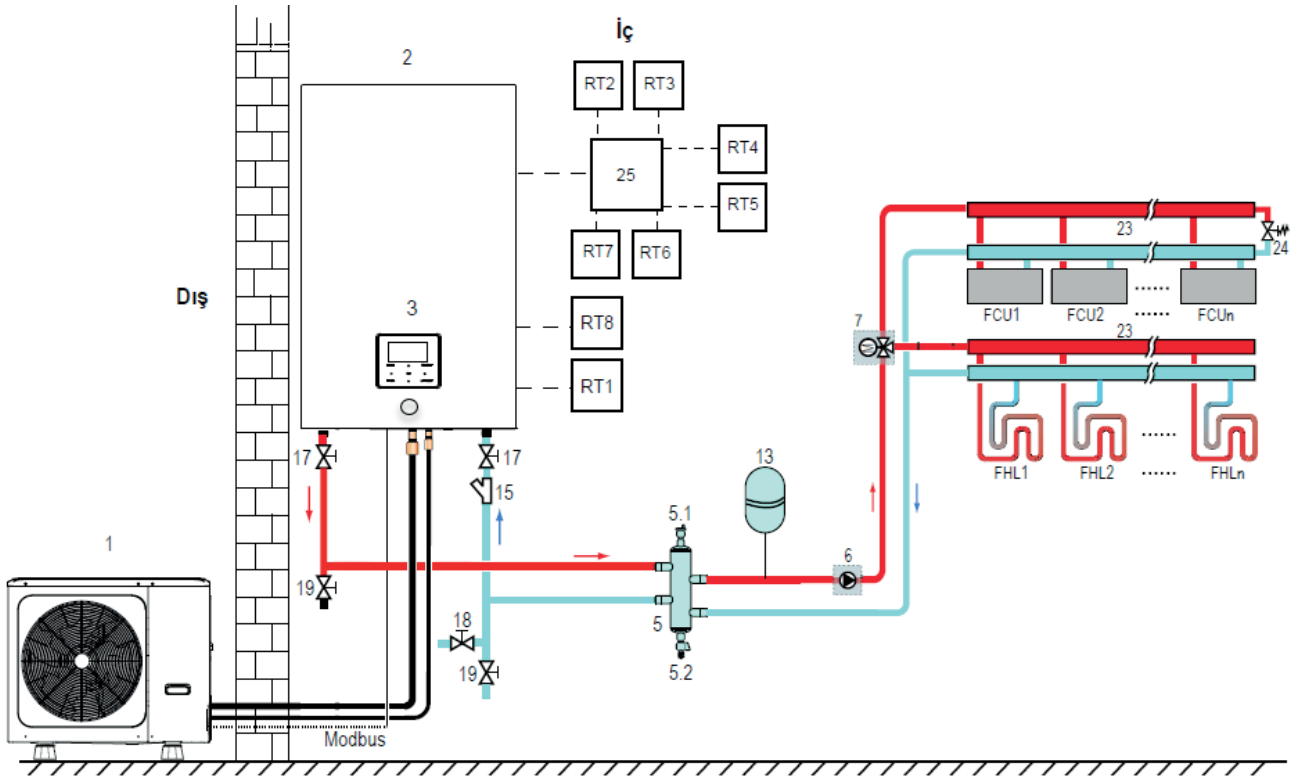 İç
2
RT2
RT3
RT4
25
RT5
RT7
RT6
23
24
Dış
3
RT8
FCU1
FCU2
......
FCUn
......
7
23
RT1
17
17
15
13
FHL1
FHL2
......
FHLn
......
1
5.1
6
19
18
5
19
5.2
Modbus